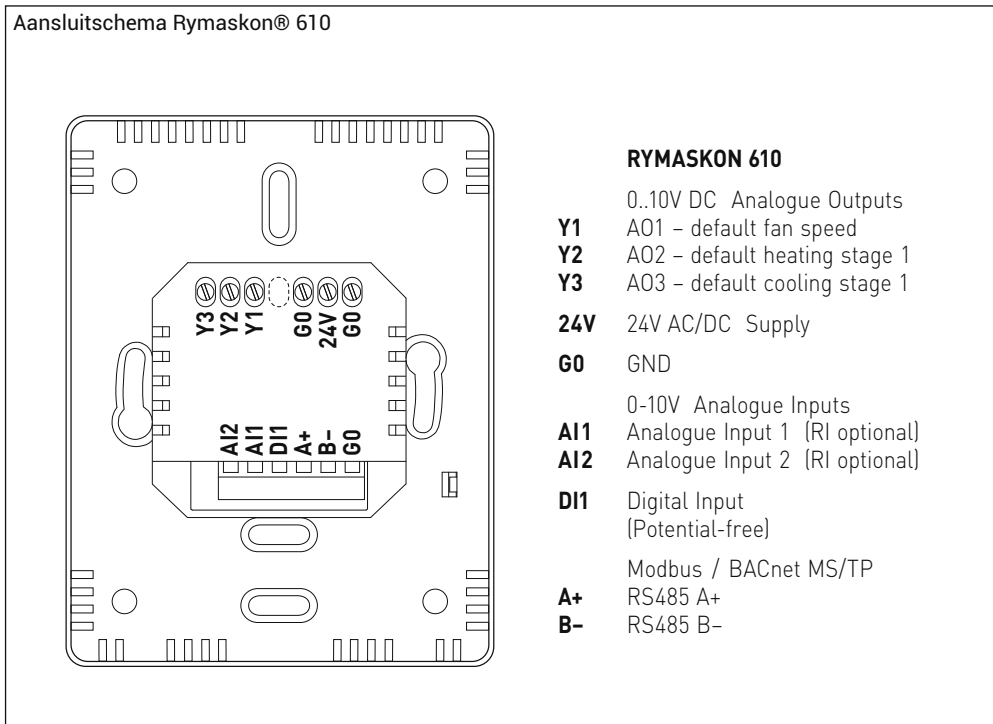 Aansluitschema Rymaskon® 610
Y3 Y2 Y1 G0 24V G0
AI2 AI1 DI1 A+ B– G0
RYMASKON 610
0..10V DC Analogue Outputs
Y1 AO1 – default fan speed
Y2 AO2 – default heating stage 1
Y3 AO3 – default cooling stage 1
24V 24V AC/DC Supply
G0 GND
0-10V Analogue Inputs
AI1 Analogue Input 1 (RI optional)
AI2 Analogue Input 2 (RI optional)
DI1 Digital Input
(Potential-free)
Modbus / BACnet MS/TP
A+ RS485 A+
B– RS485 B–